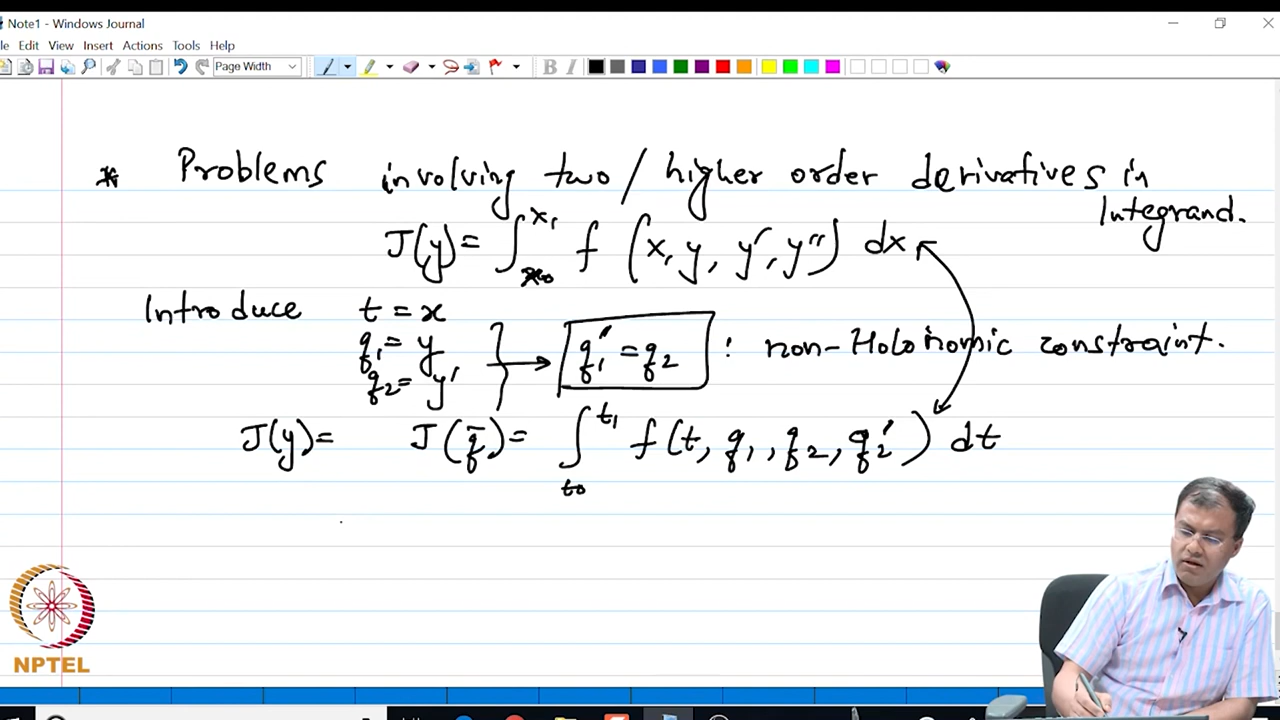 Note1 - Windows Journal
le Edit View Insert Actions Tools Help
Page Width
B I
* Problems involving two / higher order derivatives in
Integrand.
J(y) = ∫_{x₀}^{x₁} f (x, y, y', y'') dx
Introduce t = x
q₁ = y
q₂ = y'
q₁' = q₂ : non-Holonomic constraint.
J(y) = J(q̄) = ∫_{t₀}^{t₁} f(t, q₁, q₂, q₂') dt
NPTEL